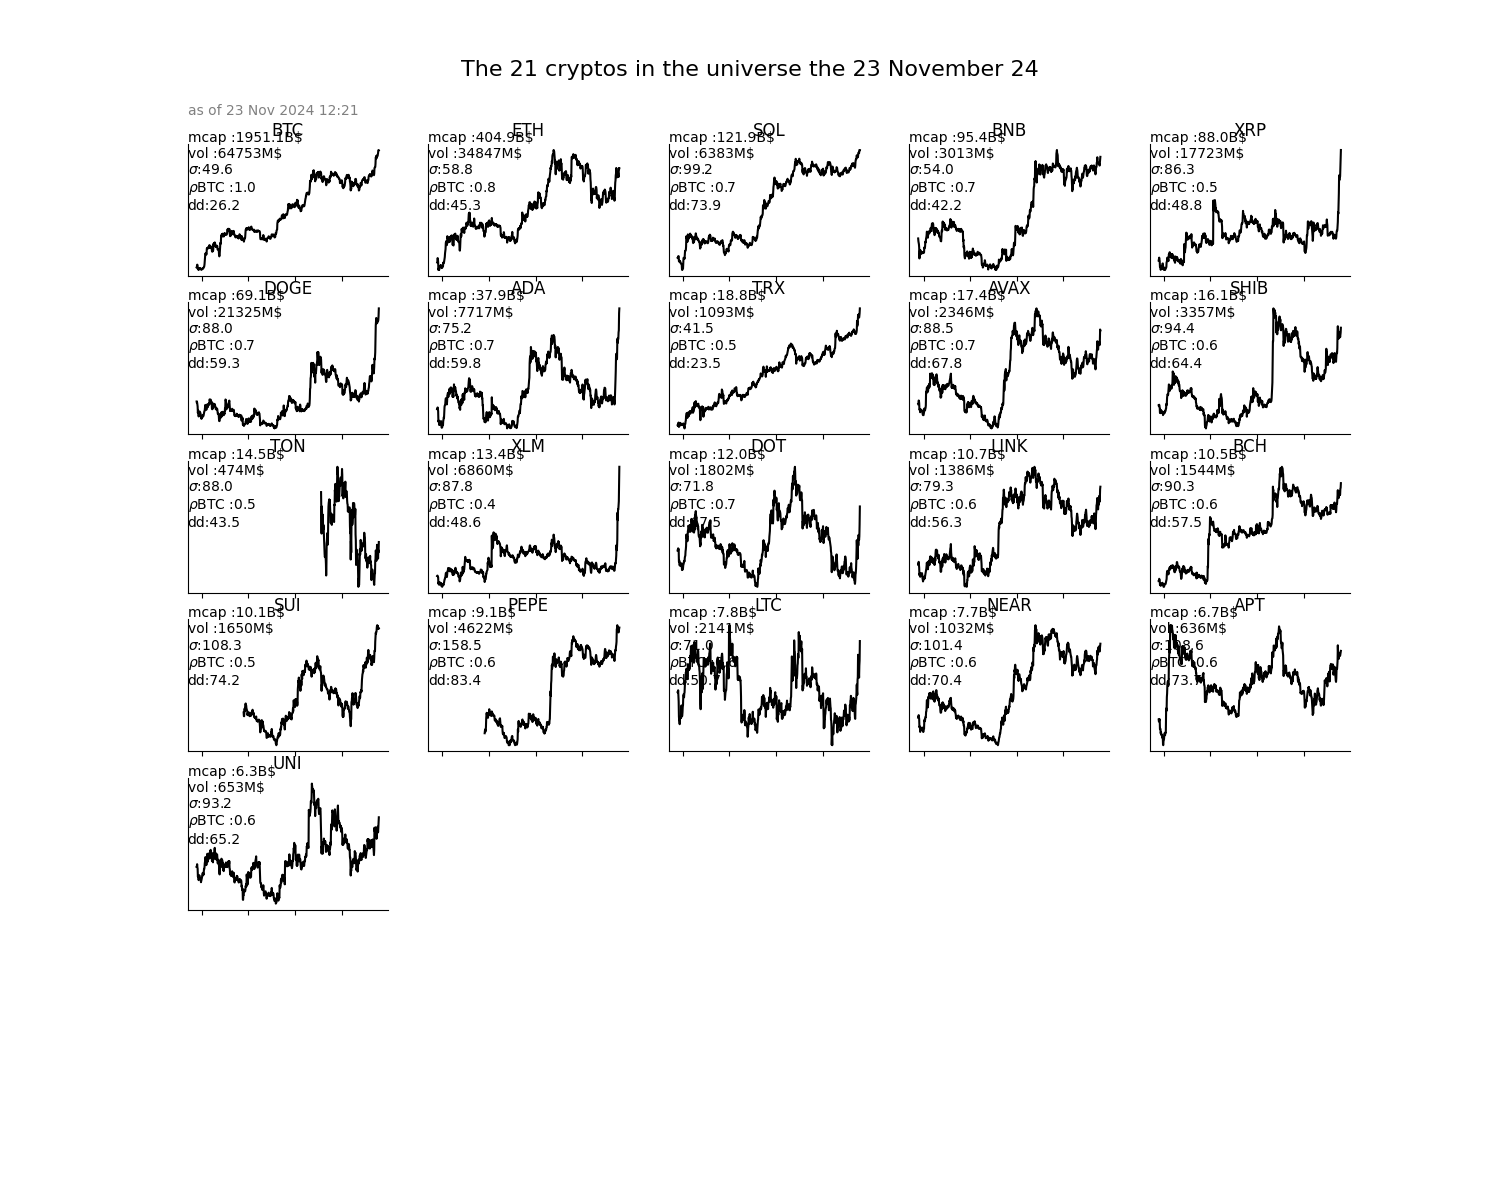 The 21 cryptos in the universe the 23 November 24
as of 23 Nov 2024 12:21
BTC
mcap :1951.1B$
vol :64753M$
σ:49.6
ρBTC :1.0
dd:26.2
ETH
mcap :404.9B$
vol :34847M$
σ:58.8
ρBTC :0.8
dd:45.3
SOL
mcap :121.9B$
vol :6383M$
σ:99.2
ρBTC :0.7
dd:73.9
BNB
mcap :95.4B$
vol :3013M$
σ:54.0
ρBTC :0.7
dd:42.2
XRP
mcap :88.0B$
vol :17723M$
σ:86.3
ρBTC :0.5
dd:48.8
DOGE
mcap :69.1B$
vol :21325M$
σ:88.0
ρBTC :0.7
dd:59.3
ADA
mcap :37.9B$
vol :7717M$
σ:75.2
ρBTC :0.7
dd:59.8
TRX
mcap :18.8B$
vol :1093M$
σ:41.5
ρBTC :0.5
dd:23.5
AVAX
mcap :17.4B$
vol :2346M$
σ:88.5
ρBTC :0.7
dd:67.8
SHIB
mcap :16.1B$
vol :3357M$
σ:94.4
ρBTC :0.6
dd:64.4
TON
mcap :14.5B$
vol :474M$
σ:88.0
ρBTC :0.5
dd:43.5
XLM
mcap :13.4B$
vol :6860M$
σ:87.8
ρBTC :0.4
dd:48.6
DOT
mcap :12.0B$
vol :1802M$
σ:71.8
ρBTC :0.7
LINK
mcap :10.7B$
vol :1386M$
σ:79.3
ρBTC :0.6
dd:56.3
BCH
mcap :10.5B$
vol :1544M$
σ:90.3
ρBTC :0.6
dd:57.5
SUI
mcap :10.1B$
vol :1650M$
σ:108.3
ρBTC :0.5
dd:74.2
PEPE
mcap :9.1B$
vol :4622M$
σ:158.5
ρBTC :0.6
dd:83.4
LTC
mcap :7.8B$
vol :2141M$
NEAR
mcap :7.7B$
vol :1032M$
σ:101.4
ρBTC :0.6
dd:70.4
APT
mcap :6.7B$
vol :636M$
ρBTC :0.6
UNI
mcap :6.3B$
vol :653M$
σ:93.2
ρBTC :0.6
dd:65.2